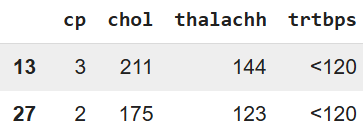 cp chol thalachh trtbps
13 3 211 144 <120
27 2 175 123 <120